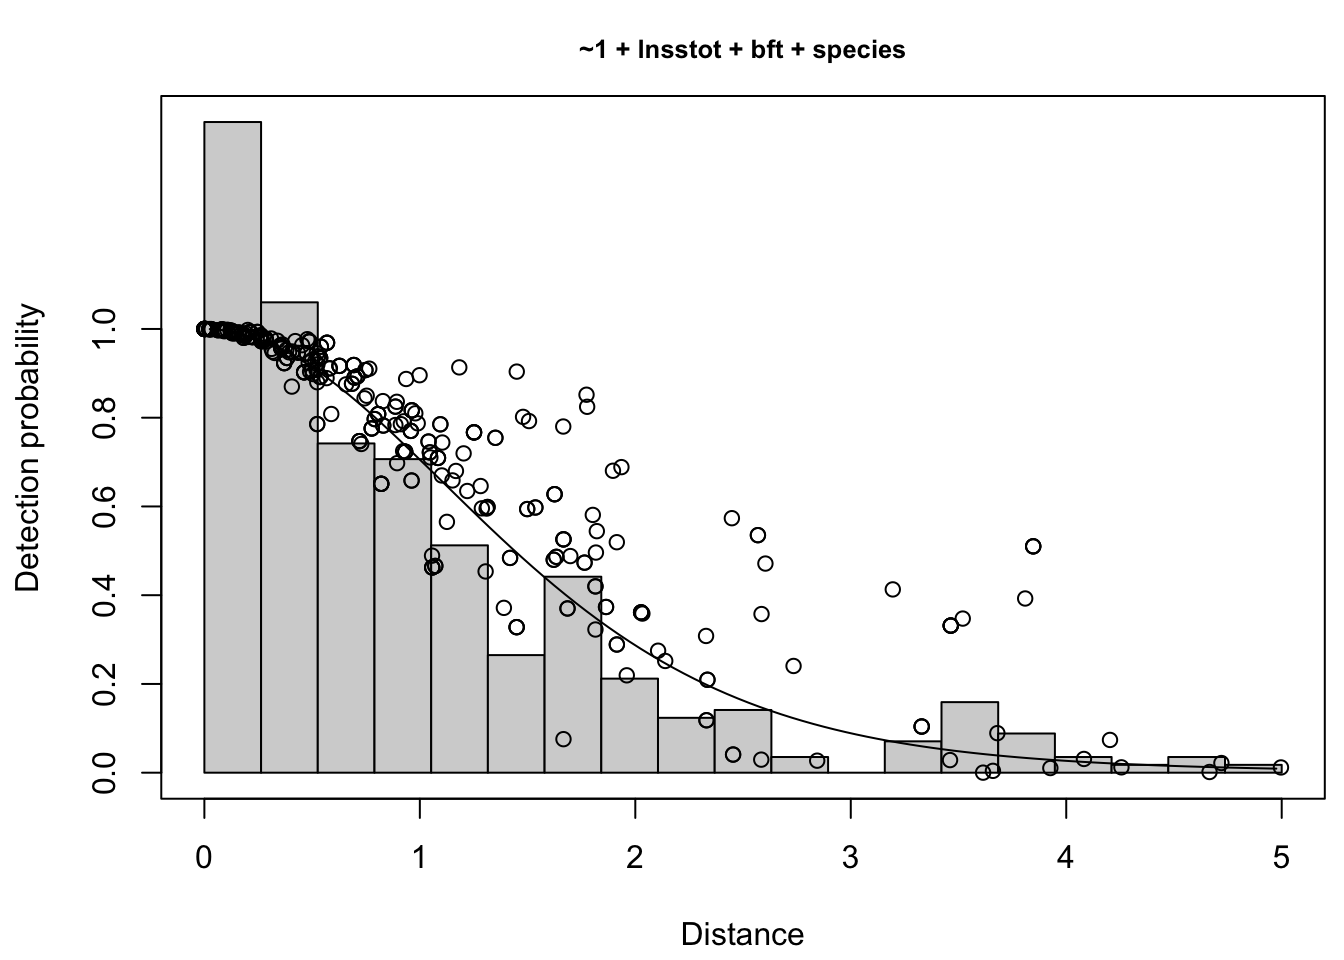 ~1 + lnsstot + bft + species
Detection probability
1.0
0.8
0.6
0.4
0.2
0.0
0 1 2 3 4 5
Distance